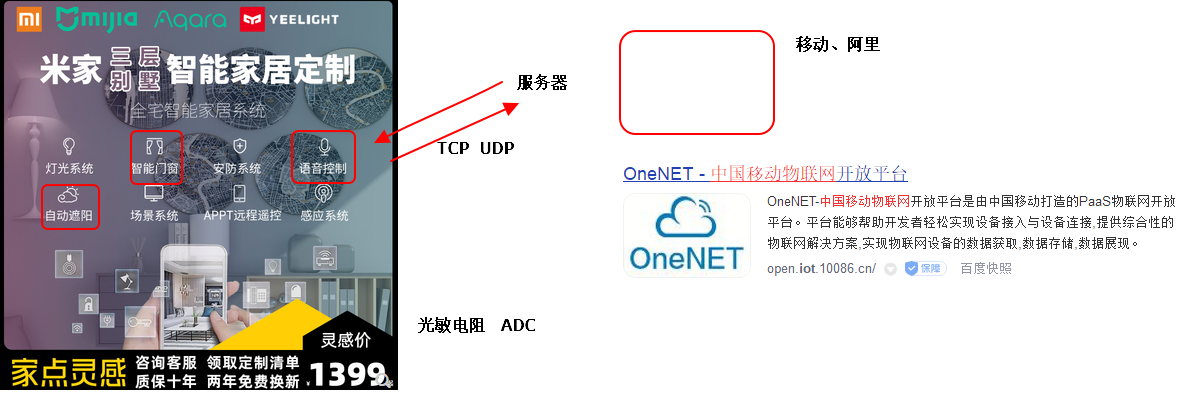 mi
mijia
Aqara
YEELIGHT
米家三层别墅智能家居定制
全宅智能家居系统
灯光系统
智能门窗
安防系统
语音控制
自动遮阳
场景系统
APPT远程遥控
感应系统
灵感价
家点灵感
咨询客服 领取定制清单
质保十年 两年免费换新
¥1399
服务器
TCP UDP
光敏电阻 ADC
移动、阿里
OneNET - 中国移动物联网开放平台
OneNET
OneNET-中国移动物联网开放平台是由中国移动打造的PaaS物联网开放
平台。平台能够帮助开发者轻松实现设备接入与设备连接,提供综合性的
物联网解决方案,实现物联网设备的数据获取,数据存储,数据展现。
open.iot.10086.cn/ 保障 百度快照